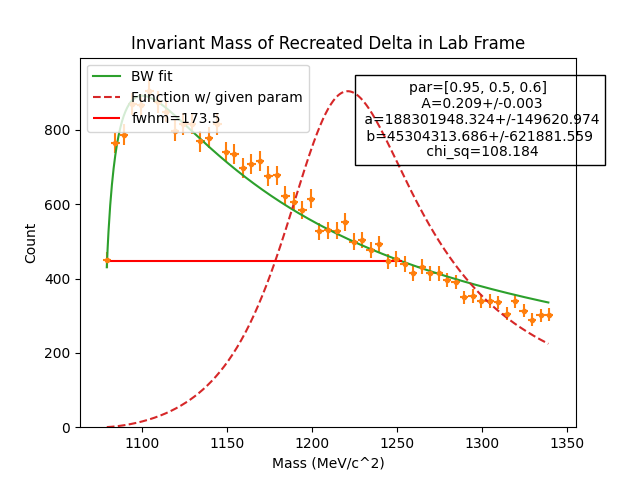 Invariant Mass of Recreated Delta in Lab Frame
BW fit
Function w/ given param
fwhm=173.5
par=[0.95, 0.5, 0.6]
A=0.209+/-0.003
a=188301948.324+/-149620.974
b=45304313.686+/-621881.559
chi_sq=108.184
Count
800
600
400
200
0
1100 1150 1200 1250 1300 1350
Mass (MeV/c^2)